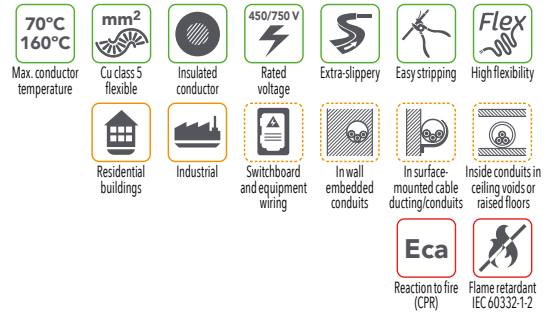 70°C
160°C
Max. conductor
temperature
mm2
Cu class 5
flexible
Insulated
conductor
450/750 V
Rated
voltage
Extra-slippery
Easy stripping
Flex
High flexibility
Residential
buildings
Industrial
Switchboard
and equipment
wiring
In wall
embedded
conduits
In surface-
mounted cable
ducting/conduits
Inside conduits in
ceiling voids or
raised floors
Eca
Reaction to fire
(CPR)
Flame retardant
IEC 60332-1-2